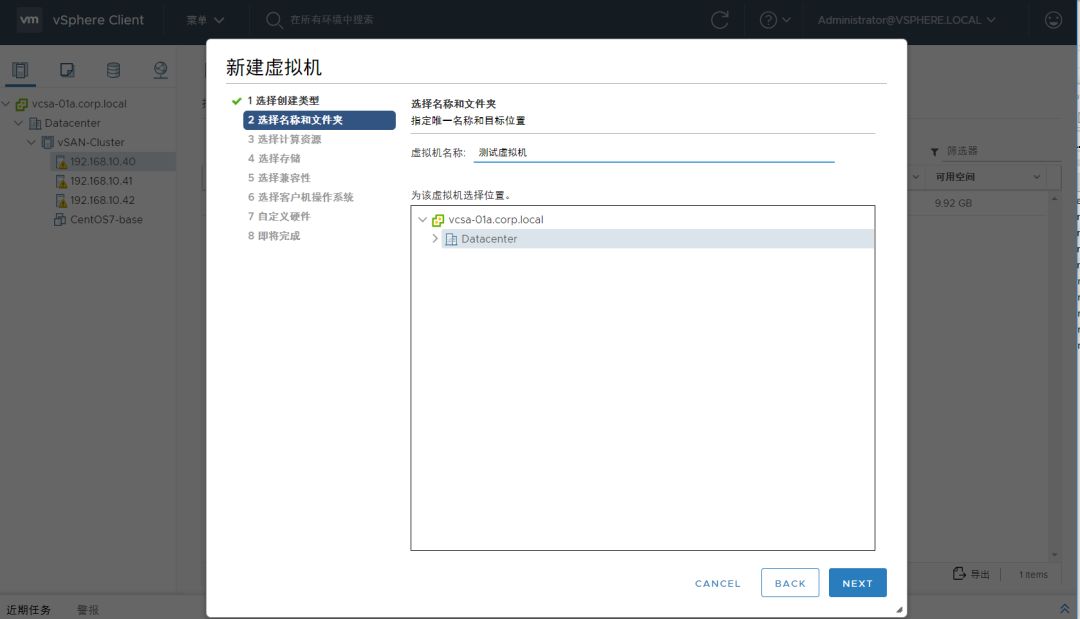 vm vSphere Client 菜单 在所有环境中搜索 Administrator@VSPHERE.LOCAL
vcsa-01a.corp.local
Datacenter
vSAN-Cluster
192.168.10.40
192.168.10.41
192.168.10.42
CentOS7-base
新建虚拟机
1 选择创建类型
2 选择名称和文件夹
3 选择计算资源
4 选择存储
5 选择兼容性
6 选择客户机操作系统
7 自定义硬件
8 即将完成
选择名称和文件夹
指定唯一名称和目标位置
虚拟机名称: 测试虚拟机
为该虚拟机选择位置。
vcsa-01a.corp.local
Datacenter
CANCEL BACK NEXT
筛选器
可用空间
9.92 GB
导出 1 items
近期任务 警报